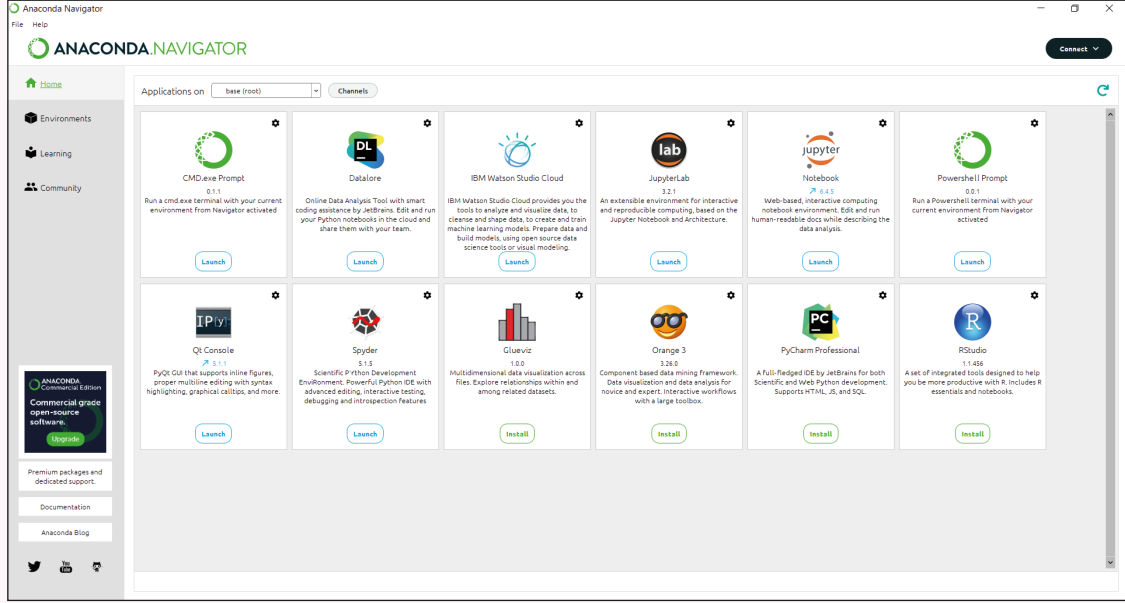 Anaconda Navigator
File Help
ANACONDA.NAVIGATOR
Connect
Home
Environments
Learning
Community
Applications on base (root) Channels
CMD.exe Prompt
0.1.1
Run a cmd.exe terminal with your current
environment from Navigator activated
Launch
DL
Datalore
Online Data Analysis Tool with smart
coding assistance by JetBrains. Edit and run
your Python notebooks in the cloud and
share them with your team.
Launch
IBM Watson Studio Cloud
IBM Watson Studio Cloud provides you the
tools to analyze and visualize data, to
cleanse and shape data, to create and train
machine learning models. Prepare data and
build models, using open source data
science tools or visual modeling.
Launch
lab
JupyterLab
3.2.1
An extensible environment for interactive
and reproducible computing, based on the
Jupyter Notebook and Architecture.
Launch
jupyter
Notebook
6.4.5
Web-based, interactive computing
notebook environment. Edit and run
human-readable docs while describing the
data analysis.
Launch
Powershell Prompt
0.0.1
Run a Powershell terminal with your
current environment from Navigator
activated
Launch
IP[y]:
Qt Console
5.1.1
PyQt GUI that supports inline figures,
proper multiline editing with syntax
highlighting, graphical calltips, and more.
Launch
Spyder
5.1.5
Scientific PYthon Development
EnviRonment. Powerful Python IDE with
advanced editing, interactive testing,
debugging and introspection features
Launch
Glueviz
1.0.0
Multidimensional data visualization across
files. Explore relationships within and
among related datasets.
Install
Orange 3
3.26.0
Component based data mining framework.
Data visualization and data analysis for
novice and expert. Interactive workflows
with a large toolbox.
Install
PC
PyCharm Professional
A full-fledged IDE by JetBrains for both
Scientific and Web Python development.
Supports HTML, JS, and SQL.
Install
R
RStudio
1.1.456
A set of integrated tools designed to help
you be more productive with R. Includes R
essentials and notebooks.
Install
ANACONDA.
Commercial Edition
Commercial grade
open-source
software.
Upgrade
Premium packages and
dedicated support.
Documentation
Anaconda Blog
You
Tube